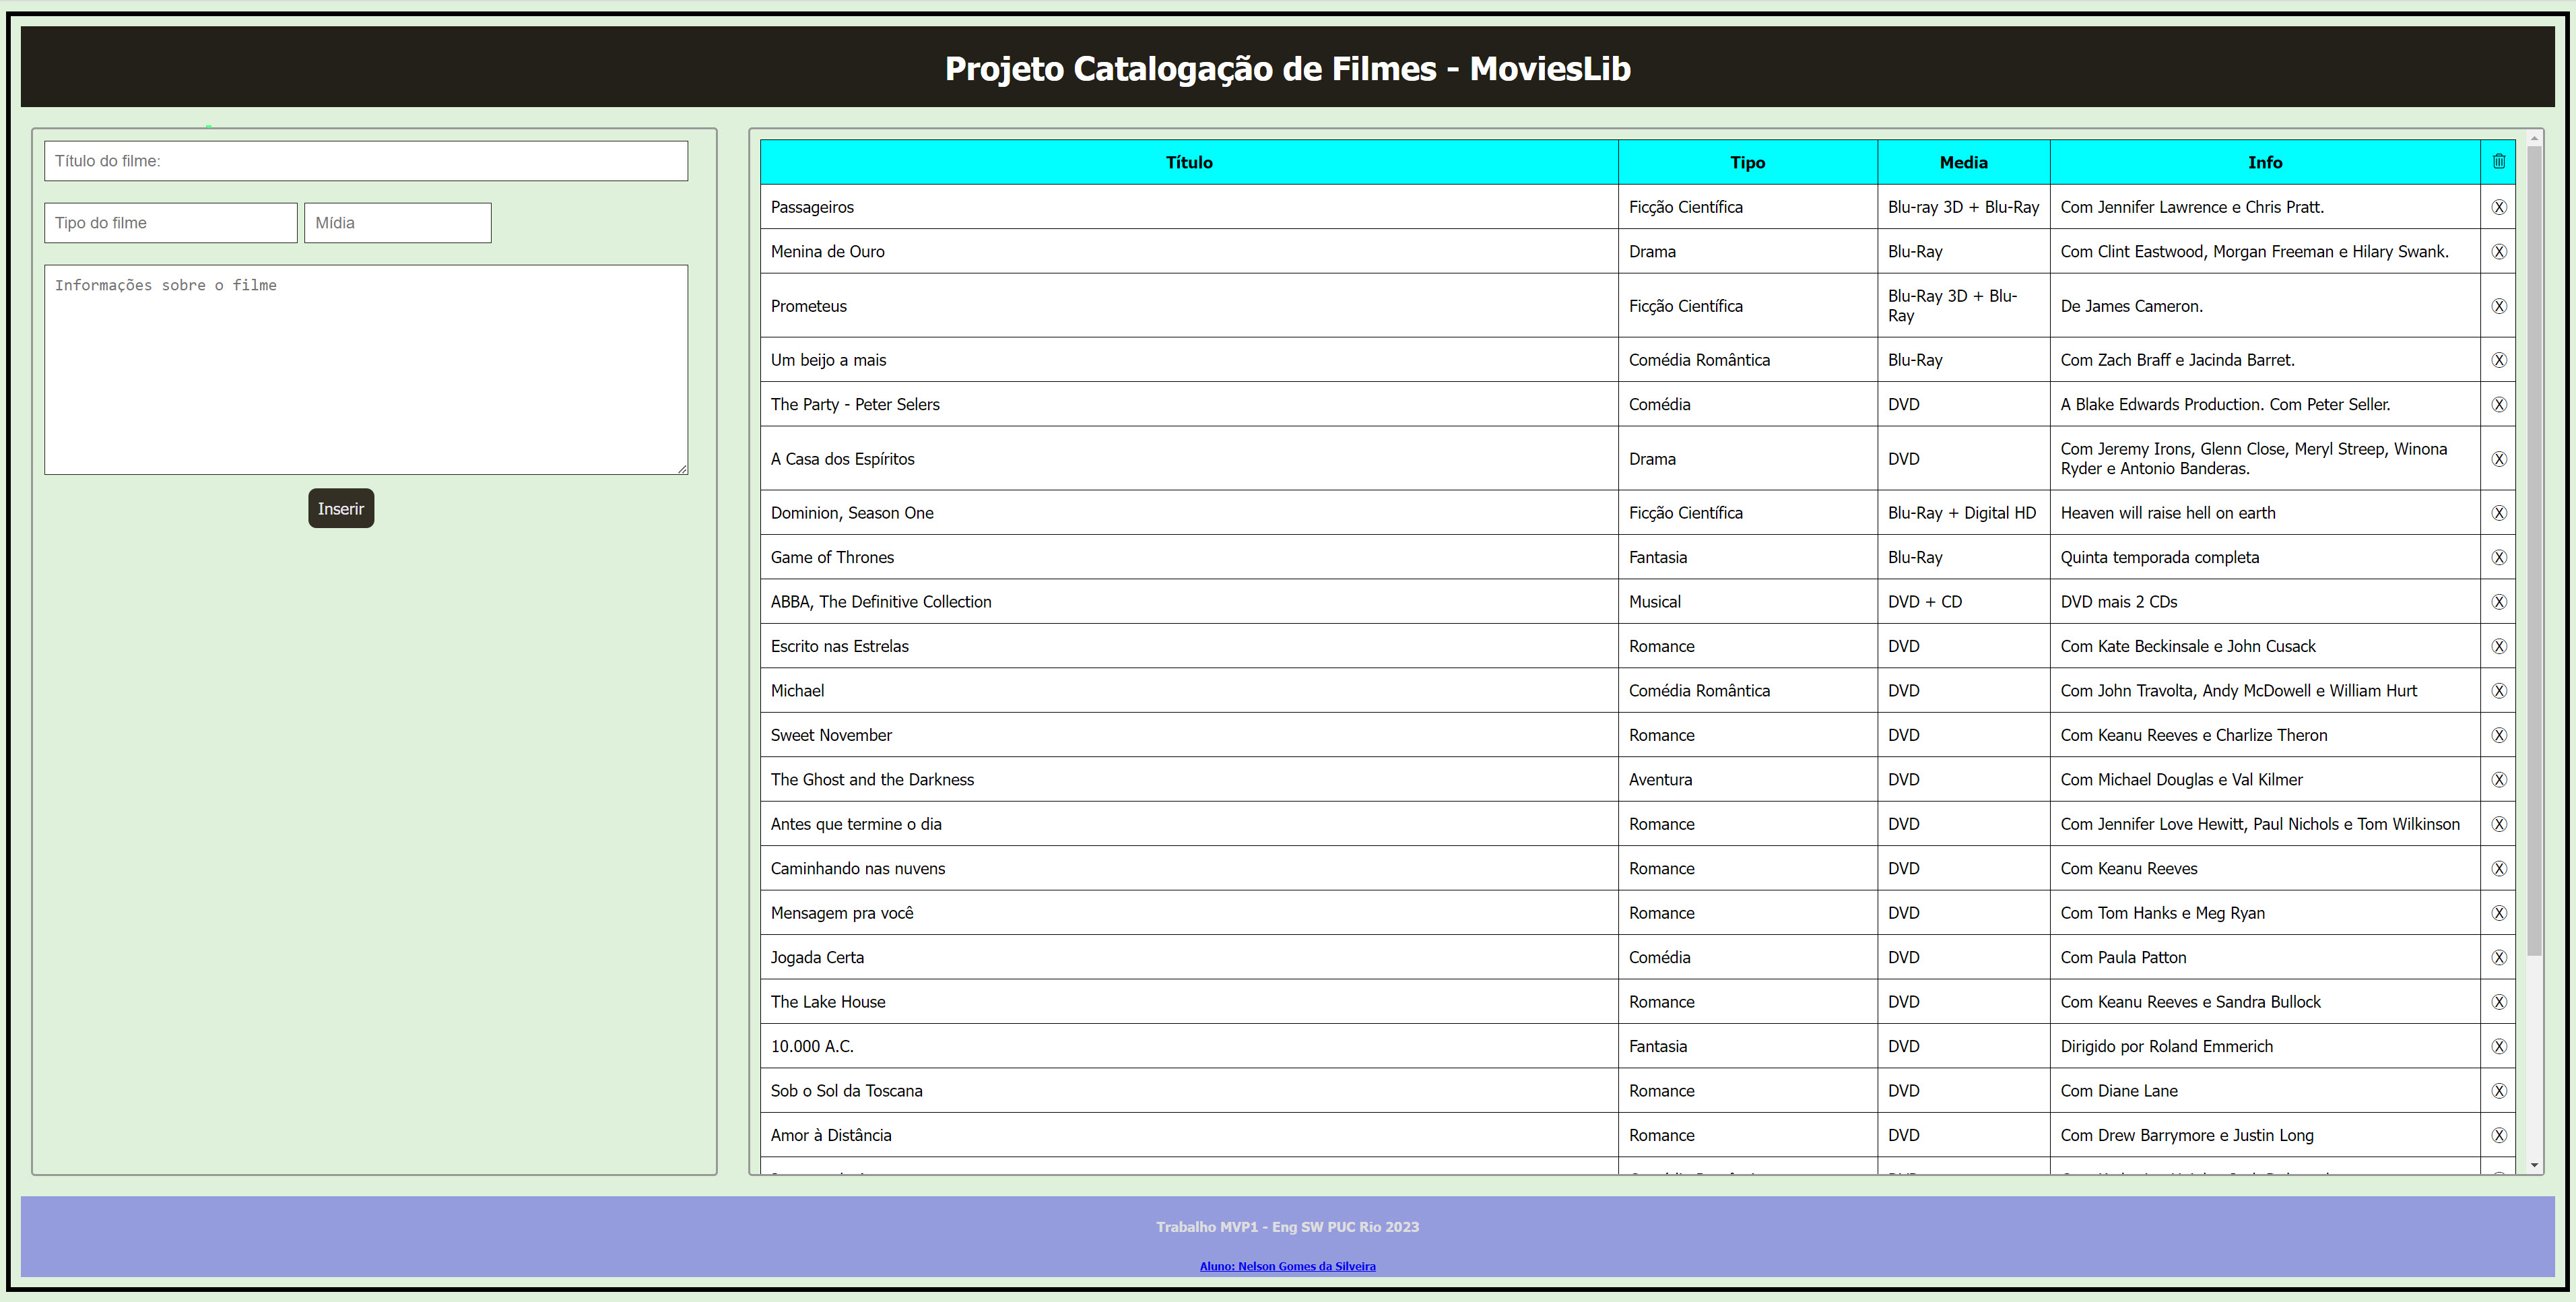 Projeto Catalogação de Filmes - MoviesLib
Título do filme:
Tipo do filme Mídia
Informações sobre o filme
Inserir
Título Tipo Media Info
Passageiros Ficção Científica Blu-ray 3D + Blu-Ray Com Jennifer Lawrence e Chris Pratt. X
Menina de Ouro Drama Blu-Ray Com Clint Eastwood, Morgan Freeman e Hilary Swank. X
Prometeus Ficção Científica Blu-Ray 3D + Blu-
Ray De James Cameron. X
Um beijo a mais Comédia Romântica Blu-Ray Com Zach Braff e Jacinda Barret. X
The Party - Peter Selers Comédia DVD A Blake Edwards Production. Com Peter Seller. X
A Casa dos Espíritos Drama DVD Com Jeremy Irons, Glenn Close, Meryl Streep, Winona
Ryder e Antonio Banderas. X
Dominion, Season One Ficção Científica Blu-Ray + Digital HD Heaven will raise hell on earth X
Game of Thrones Fantasia Blu-Ray Quinta temporada completa X
ABBA, The Definitive Collection Musical DVD + CD DVD mais 2 CDs X
Escrito nas Estrelas Romance DVD Com Kate Beckinsale e John Cusack X
Michael Comédia Romântica DVD Com John Travolta, Andy McDowell e William Hurt X
Sweet November Romance DVD Com Keanu Reeves e Charlize Theron X
The Ghost and the Darkness Aventura DVD Com Michael Douglas e Val Kilmer X
Antes que termine o dia Romance DVD Com Jennifer Love Hewitt, Paul Nichols e Tom Wilkinson X
Caminhando nas nuvens Romance DVD Com Keanu Reeves X
Mensagem pra você Romance DVD Com Tom Hanks e Meg Ryan X
Jogada Certa Comédia DVD Com Paula Patton X
The Lake House Romance DVD Com Keanu Reeves e Sandra Bullock X
10.000 A.C. Fantasia DVD Dirigido por Roland Emmerich X
Sob o Sol da Toscana Romance DVD Com Diane Lane X
Amor à Distância Romance DVD Com Drew Barrymore e Justin Long X
Trabalho MVP1 - Eng SW PUC Rio 2023
Aluno: Nelson Gomes da Silveira